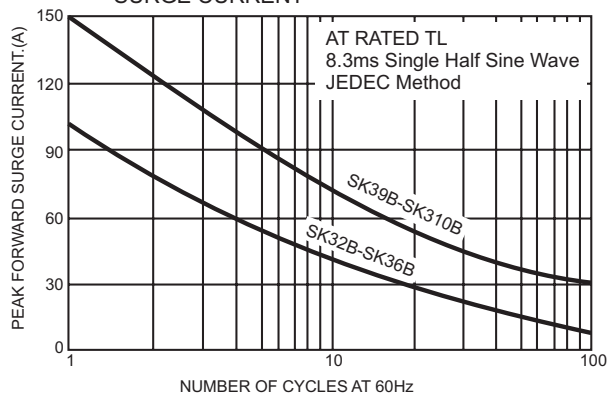 SURGE CURRENT
150
120
90
60
30
0
PEAK FORWARD SURGE CURRENT.(A)
AT RATED TL
8.3ms Single Half Sine Wave
JEDEC Method
SK39B-SK310B
SK32B-SK36B
1
10
100
NUMBER OF CYCLES AT 60Hz